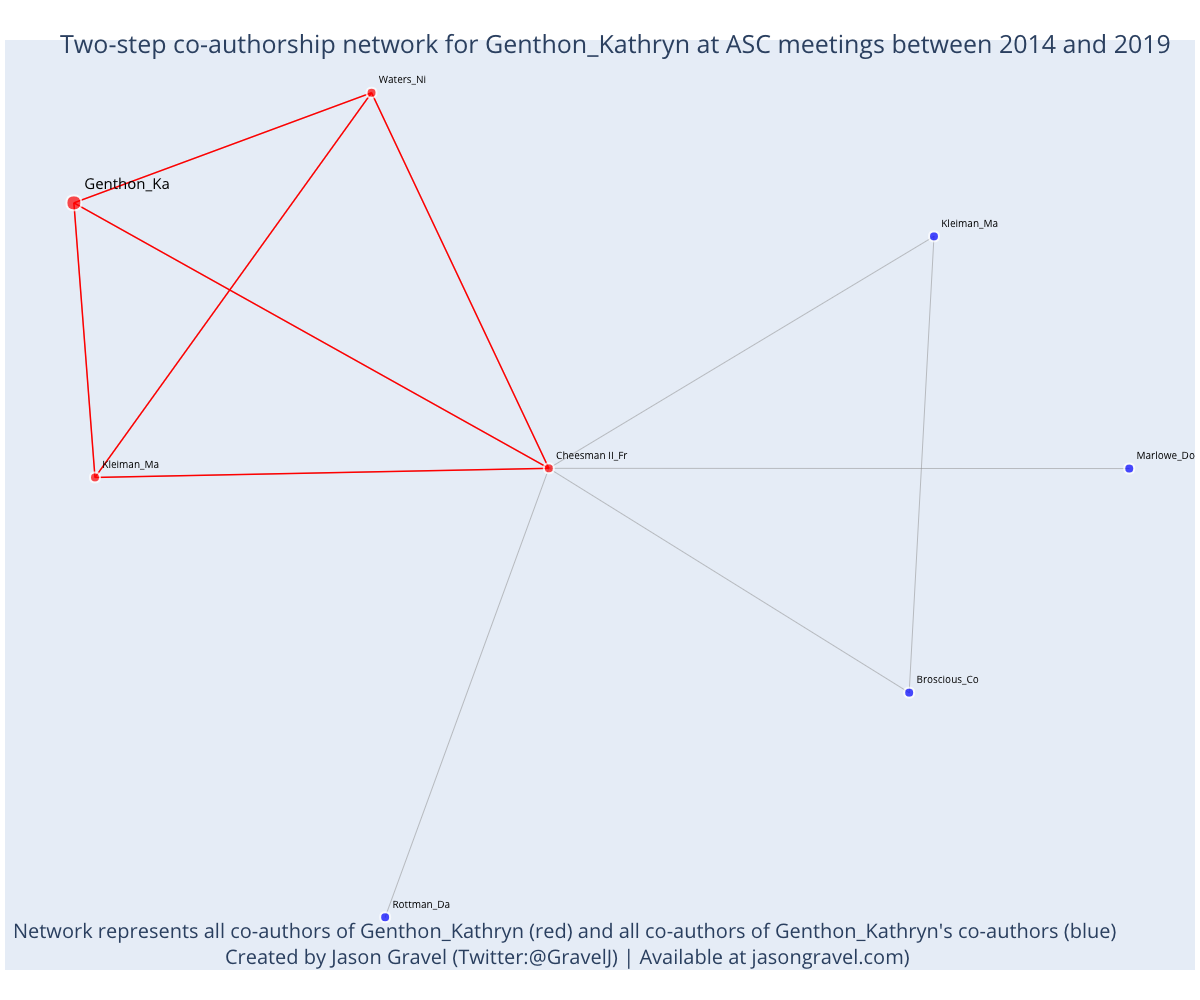 Two-step co-authorship network for Genthon_Kathryn at ASC meetings between 2014 and 2019
Waters_Ni
Genthon_Ka
Kleiman_Ma
Cheesman II_Fr
Kleiman_Ma
Marlowe_Do
Broscious_Co
Rottman_Da
Network represents all co-authors of Genthon_Kathryn (red) and all co-authors of Genthon_Kathryn's co-authors (blue)
Created by Jason Gravel (Twitter:@GravelJ) | Available at jasongravel.com)